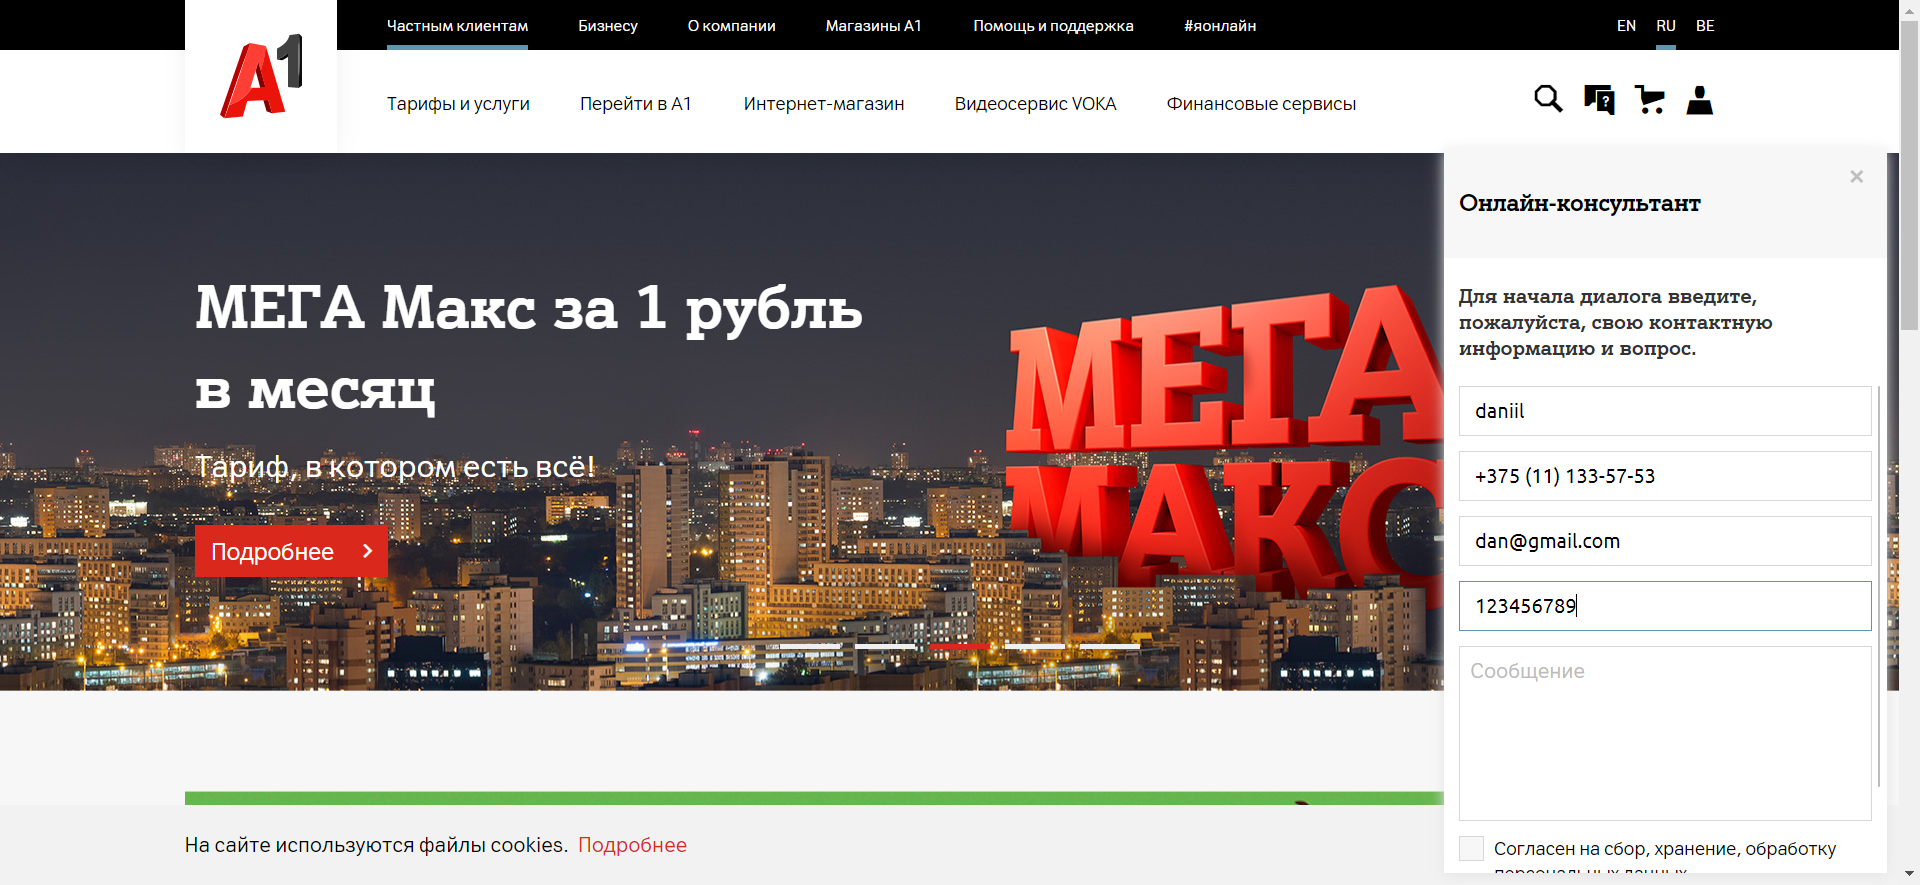 Частным клиентам
Бизнесу
О компании
Магазины А1
Помощь и поддержка
#яонлайн
EN
RU
BE
A1
Тарифы и услуги
Перейти в А1
Интернет-магазин
Видеосервис VOKA
Финансовые сервисы
МЕГА Макс за 1 рубль
в месяц
Тариф, в котором есть всё!
Подробнее
МЕГА
МАКС
Онлайн-консультант
Для начала диалога введите,
пожалуйста, свою контактную
информацию и вопрос.
daniil
+375 (11) 133-57-53
dan@gmail.com
123456789
Сообщение
Согласен на сбор, хранение, обработку
персональных данных
На сайте используются файлы cookies. Подробнее